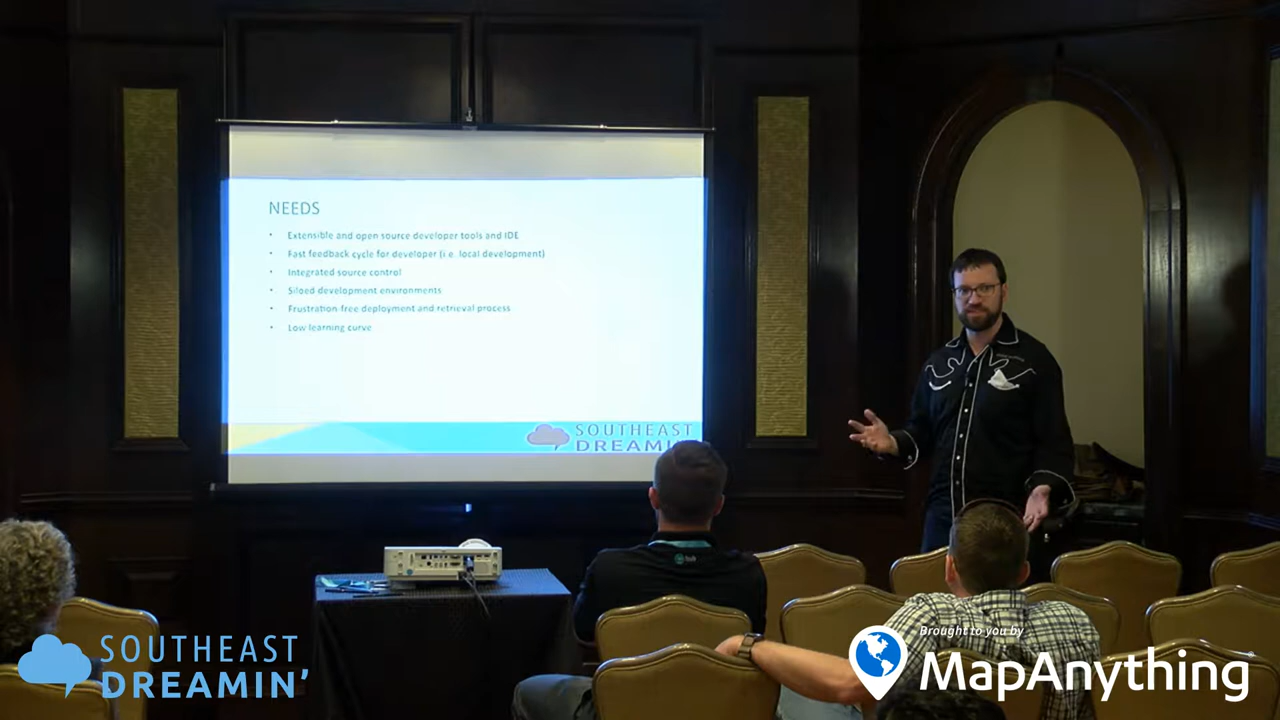 NEEDS
• Extensible and open source developer tools and IDE
• Fast feedback cycle for developer (i.e. local development)
• Integrated source control
• Siloed development environments
• Frustration-free deployment and retrieval process
• Low learning curve
SOUTHEAST
DREAMIN'
SOUTHEAST
DREAMIN'
Brought to you by
MapAnything